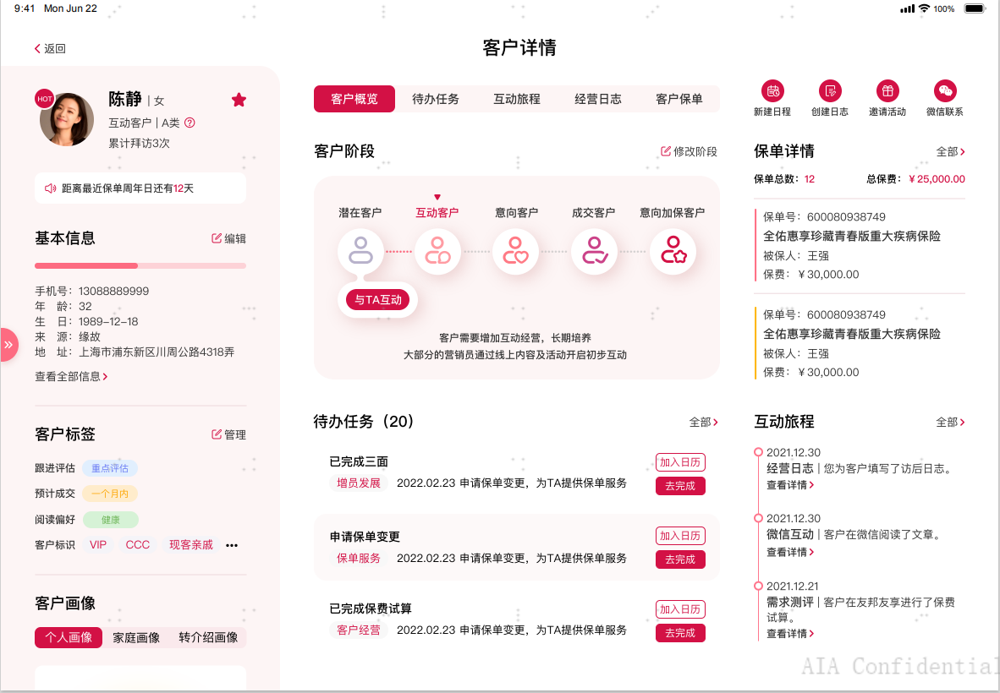 9:41 Mon Jun 22
100%
返回
客户详情
HOT
陈静 | 女
互动客户 | A类
累计拜访3次
距离最近保单周年日还有12天
基本信息
编辑
手机号：13088889999
年 龄：32
生 日：1989-12-18
来 源：缘故
地 址：上海市浦东新区川周公路4318弄
查看全部信息
客户标签
管理
跟进评估 重点评估
预计成交 一个月内
阅读偏好 健康
客户标识 VIP CCC 现客亲戚 •••
客户画像
个人画像 家庭画像 转介绍画像
客户概览 待办任务 互动旅程 经营日志 客户保单
客户阶段
修改阶段
潜在客户 互动客户 意向客户 成交客户 意向加保客户
与TA互动
客户需要增加互动经营，长期培养
大部分的营销员通过线上内容及活动开启初步互动
待办任务（20）
全部
已完成三面
加入日历
增员发展 2022.02.23 申请保单变更，为TA提供保单服务
去完成
申请保单变更
加入日历
保单服务 2022.02.23 申请保单变更，为TA提供保单服务
去完成
已完成保费试算
加入日历
客户经营 2022.02.23 申请保单变更，为TA提供保单服务
去完成
新建日程 创建日志 邀请活动 微信联系
保单详情
全部
保单总数：12 总保费：￥25,000.00
保单号：600080938749
全佑惠享珍藏青春版重大疾病保险
被保人：王强
保费：￥30,000.00
保单号：600080938749
全佑惠享珍藏青春版重大疾病保险
被保人：王强
保费：￥30,000.00
互动旅程
全部
2021.12.30
经营日志 | 您为客户填写了访后日志。
查看详情
2021.12.30
微信互动 | 客户在微信阅读了文章。
查看详情
2021.12.21
需求测评 | 客户在友邦友享进行了保费
试算。
查看详情
AIA Confidential